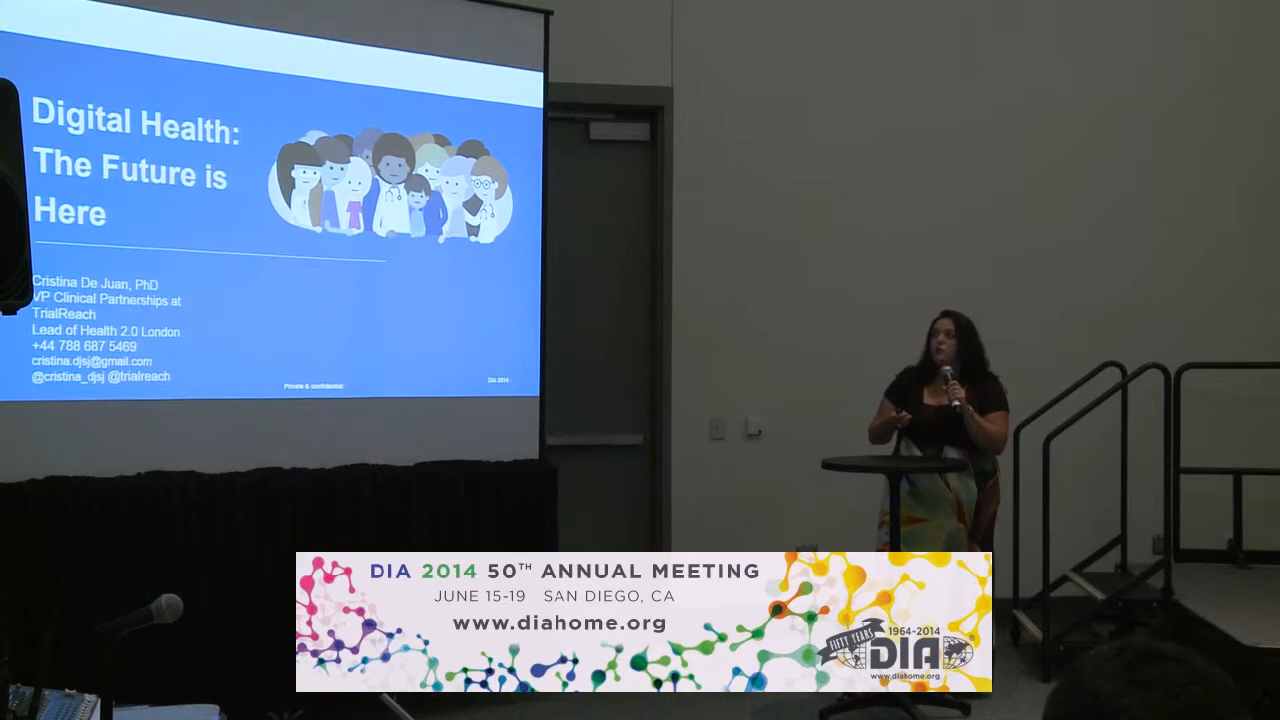 Digital Health:
The Future is
Here
Cristina De Juan, PhD
VP Clinical Partnerships at
TrialReach
Lead of Health 2.0 London
+44 788 687 5469
cristina.djsj@gmail.com
@cristina_djsj @trialreach
Private & confidential
DIA 2014
DIA 2014 50TH ANNUAL MEETING
JUNE 15-19 SAN DIEGO, CA
www.diahome.org
FIFTY YEARS
1964-2014
DIA®
www.diahome.org